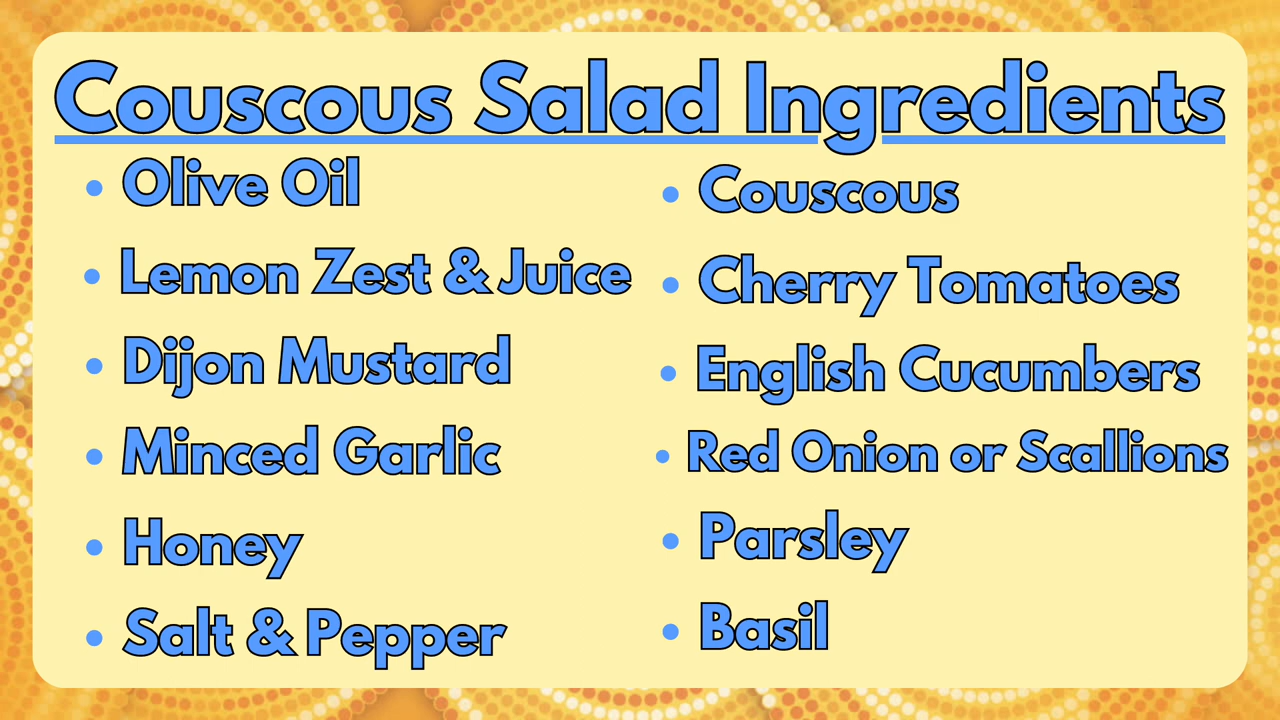 Couscous Salad Ingredients
• Olive Oil
• Lemon Zest & Juice
• Dijon Mustard
• Minced Garlic
• Honey
• Salt & Pepper
• Couscous
• Cherry Tomatoes
• English Cucumbers
• Red Onion or Scallions
• Parsley
• Basil